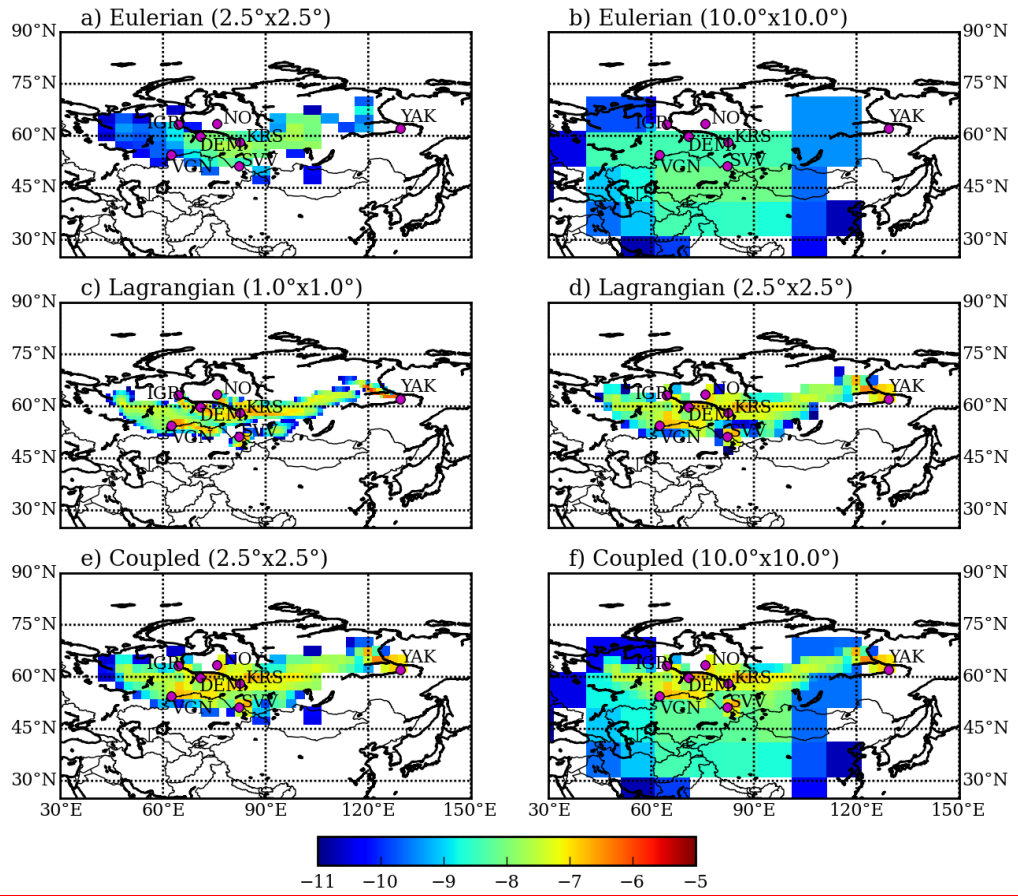 a) Eulerian (2.5°x2.5°)
b) Eulerian (10.0°x10.0°)
90°N
75°N
60°N
45°N
30°N
IGR
NOY
DEM
KRS
VGN
SVV
YAK
IGR
NOY
DEM
KRS
VGN
SVV
YAK
90°N
75°N
60°N
45°N
30°N
c) Lagrangian (1.0°x1.0°)
d) Lagrangian (2.5°x2.5°)
90°N
75°N
60°N
45°N
30°N
IGR
NOY
DEM
KRS
VGN
SVV
YAK
IGR
NOY
DEM
KRS
VGN
SVV
YAK
90°N
75°N
60°N
45°N
30°N
e) Coupled (2.5°x2.5°)
f) Coupled (10.0°x10.0°)
90°N
75°N
60°N
45°N
30°N
IGR
NOY
DEM
KRS
VGN
SVV
YAK
IGR
NOY
DEM
KRS
VGN
SVV
YAK
90°N
75°N
60°N
45°N
30°N
30°E 60°E 90°E 120°E 150°E
30°E 60°E 90°E 120°E 150°E
−11 −10 −9 −8 −7 −6 −5